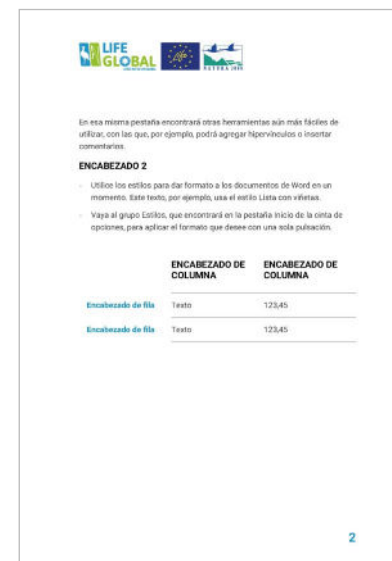 LIFE
GLOBAL
Life
NATURA 2000
En esa misma pestaña encontrará otras herramientas aún más fáciles de
utilizar, con las que, por ejemplo, podrá agregar hipervínculos o insertar
comentarios.
ENCABEZADO 2
- Utilice los estilos para dar formato a los documentos de Word en un
momento. Este texto, por ejemplo, usa el estilo Lista con viñetas.
- Vaya al grupo Estilos, que encontrará en la pestaña Inicio de la cinta de
opciones, para aplicar el formato que desee con una sola pulsación.
ENCABEZADO DE COLUMNA ENCABEZADO DE COLUMNA
Encabezado de fila Texto 123,45
Encabezado de fila Texto 123,45
2